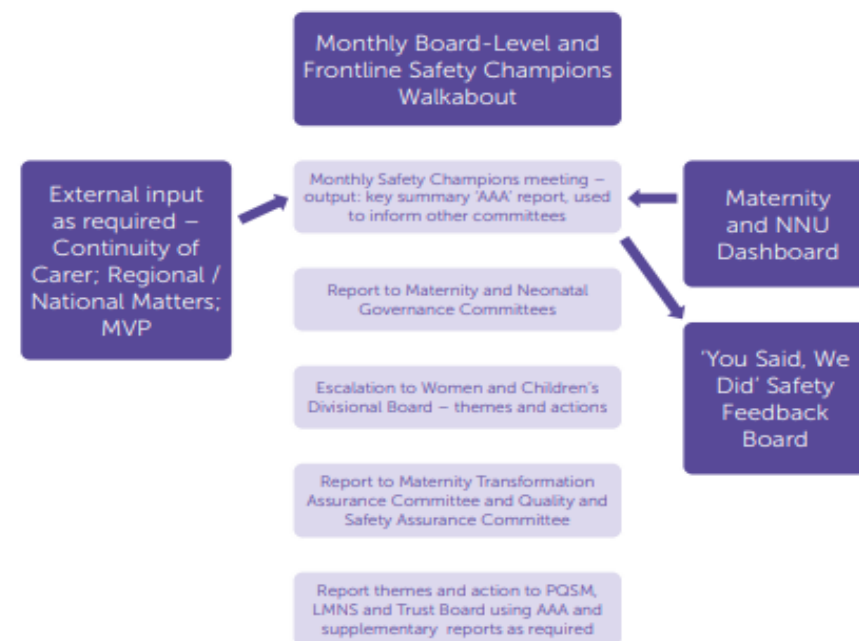 Monthly Board-Level and
Frontline Safety Champions
Walkabout
External input
as required –
Continuity of
Carer; Regional /
National Matters;
MVP
Monthly Safety Champions meeting –
output: key summary ‘AAA’ report, used
to inform other committees
Maternity
and NNU
Dashboard
Report to Maternity and Neonatal
Governance Committees
‘You Said, We
Did’ Safety
Feedback
Board
Escalation to Women and Children’s
Divisional Board – themes and actions
Report to Maternity Transformation
Assurance Committee and Quality and
Safety Assurance Committee
Report themes and action to PQSM,
LMNS and Trust Board using AAA and
supplementary reports as required